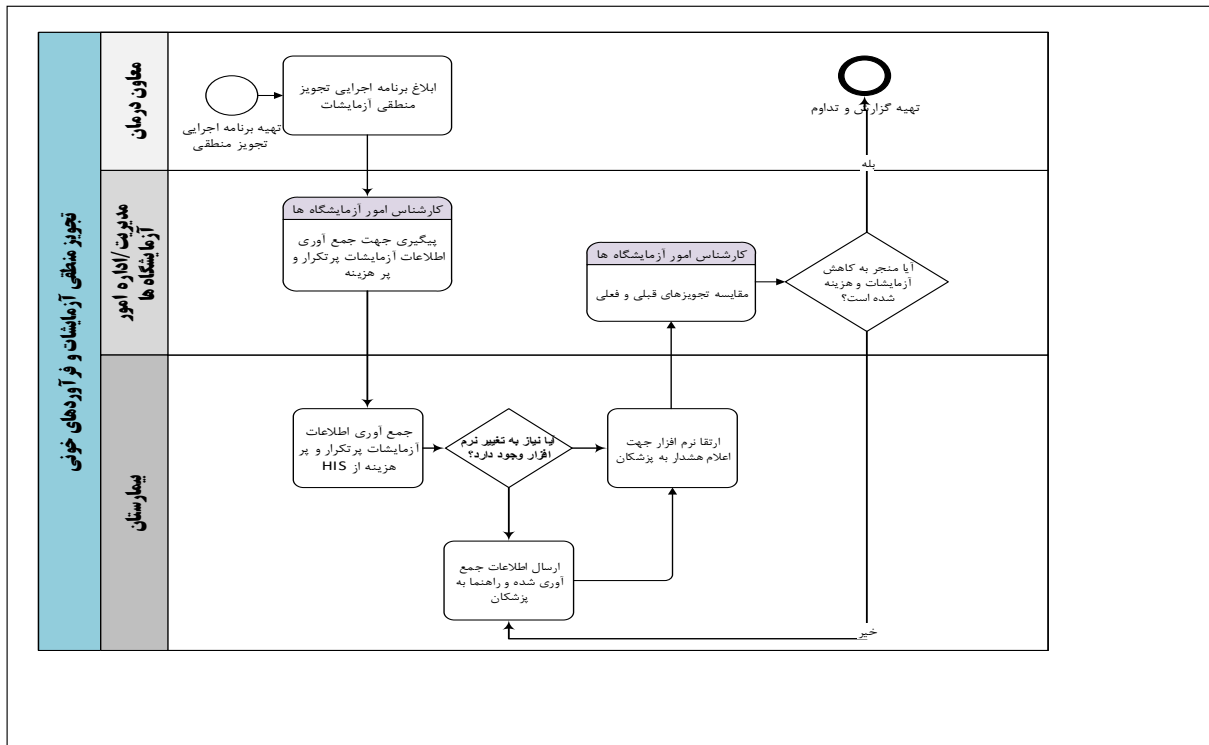 تجویز منطقی آزمایشات و فرآوردهای خونی
معاون درمان
تهیه برنامه اجرایی
تجویز منطقی
ابلاغ برنامه اجرایی تجویز
منطقی آزمایشات
تهیه گزارش و تداوم
بله
مدیریت/اداره امور
آزمایشگاه ها
کارشناس امور آزمایشگاه ها
پیگیری جهت جمع آوری
اطلاعات آزمایشات پرتکرار و
پر هزینه
کارشناس امور آزمایشگاه ها
مقایسه تجویزهای قبلی و فعلی
آیا منجر به کاهش
آزمایشات و هزینه
شده است؟
بیمارستان
جمع آوری اطلاعات
آزمایشات پرتکرار و پر
هزینه از HIS
ایا نیاز به تغییر نرم
افزار وجود دارد؟
ارتقا نرم افزار جهت
اعلام هشدار به پزشکان
ارسال اطلاعات جمع
آوری شده و راهنما به
پزشکان
خیر